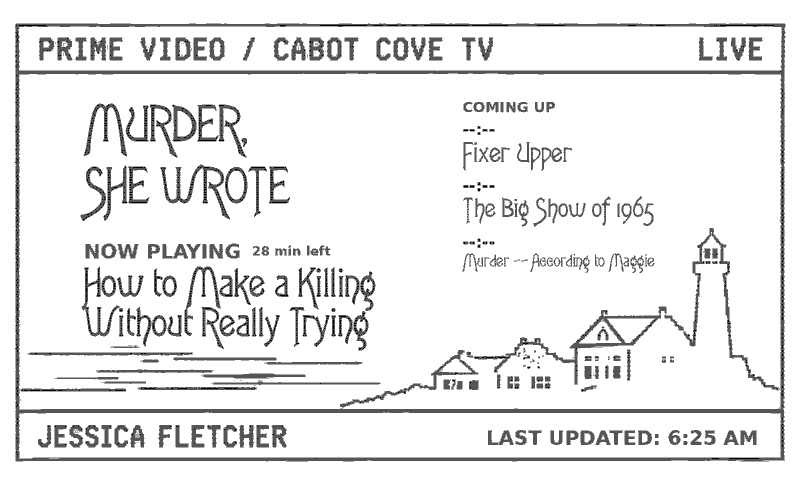 PRIME VIDEO / CABOT COVE TV
LIVE
MURDER,
SHE WROTE
NOW PLAYING 28 min left
How to Make a Killing
Without Really Trying
COMING UP
--:--
Fixer Upper
--:--
The Big Show of 1965
--:--
Murder -- According to Maggie
JESSICA FLETCHER
LAST UPDATED: 6:25 AM